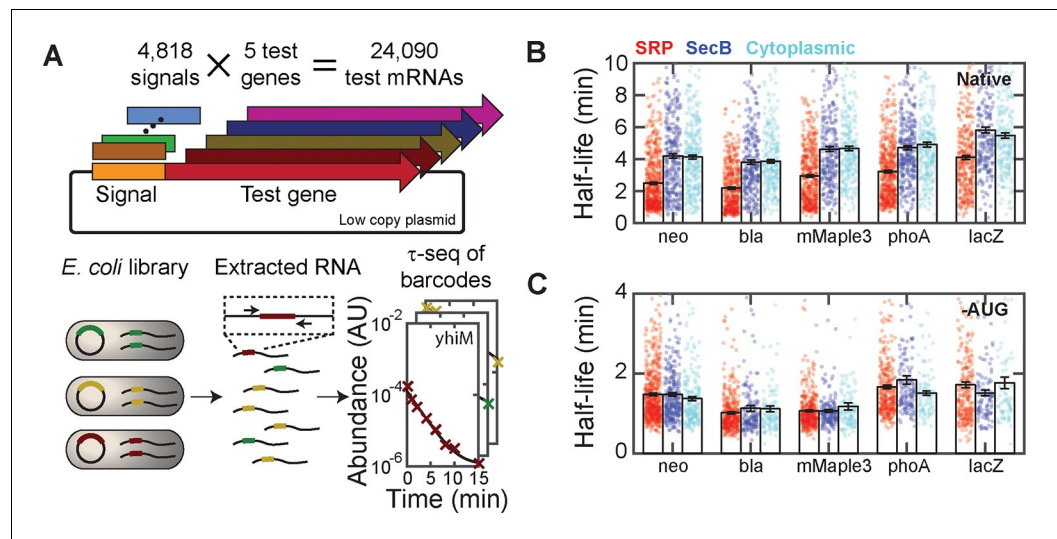 A
4,818 × 5 test = 24,090
signals genes test mRNAs
Signal Test gene
Low copy plasmid
E. coli library Extracted RNA τ-seq of
barcodes
Abundance (AU)
10-2
10-4
10-6
yhiM
0 5 10 15
Time (min)
B
SRP SecB Cytoplasmic
Native
Half-life (min)
10
8
6
4
2
0
neo bla mMaple3 phoA lacZ
C
-AUG
Half-life (min)
4
2
0
neo bla mMaple3 phoA lacZ